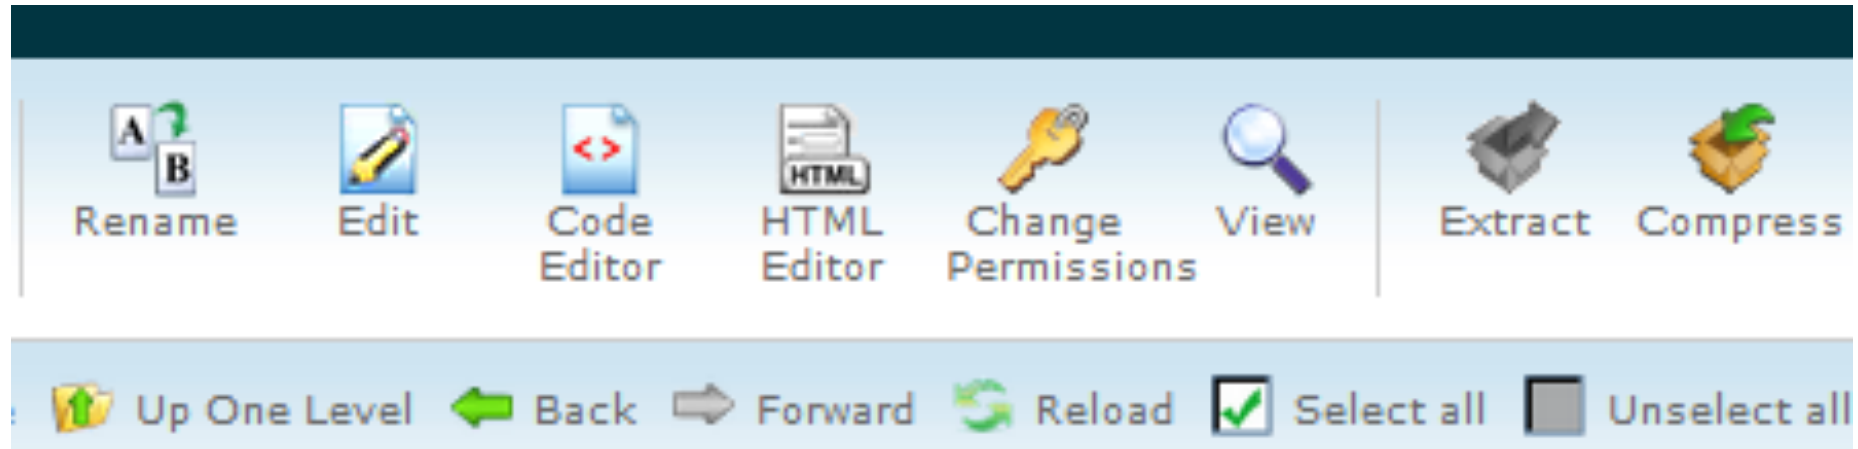 A
B
HTML
Rename Edit Code HTML Change View Extract Compress
Editor Editor Permissions
Up One Level Back Forward Reload Select all Unselect all